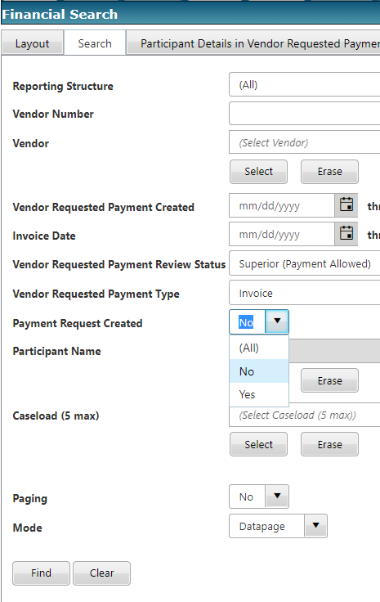 Financial Search
Layout Search Participant Details in Vendor Requested Paymen
Reporting Structure (All)
Vendor Number
Vendor (Select Vendor)
Select Erase
Vendor Requested Payment Created mm/dd/yyyy th
Invoice Date mm/dd/yyyy th
Vendor Requested Payment Review Status Superior (Payment Allowed)
Vendor Requested Payment Type Invoice
Payment Request Created No
(All)
Participant Name
No
Erase
Yes
Caseload (5 max) (Select Caseload (5 max))
Select Erase
Paging No
Mode Datapage
Find Clear